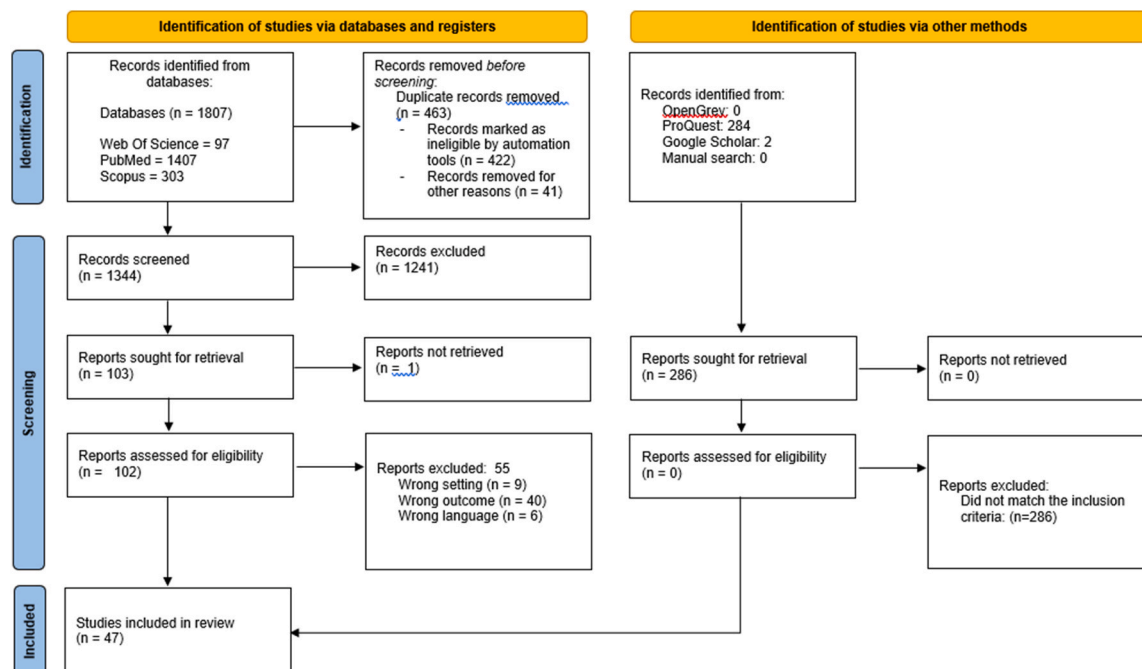 Identification of studies via databases and registers
Identification of studies via other methods
Identification
Records identified from
databases:
Databases (n = 1807)
Web Of Science = 97
PubMed = 1407
Scopus = 303
Records removed before
screening:
Duplicate records removed
(n = 463)
- Records marked as
ineligible by automation
tools (n = 422)
- Records removed for
other reasons (n = 41)
Records identified from:
OpenGrey: 0
ProQuest: 284
Google Scholar: 2
Manual search: 0
Screening
Records screened
(n = 1344)
Records excluded
(n = 1241)
Reports sought for retrieval
(n = 103)
Reports not retrieved
(n = 1)
Reports sought for retrieval
(n = 286)
Reports not retrieved
(n = 0)
Reports assessed for eligibility
(n = 102)
Reports excluded: 55
Wrong setting (n = 9)
Wrong outcome (n = 40)
Wrong language (n = 6)
Reports assessed for eligibility
(n = 0)
Reports excluded:
Did not match the inclusion
criteria: (n=286)
Included
Studies included in review
(n = 47)